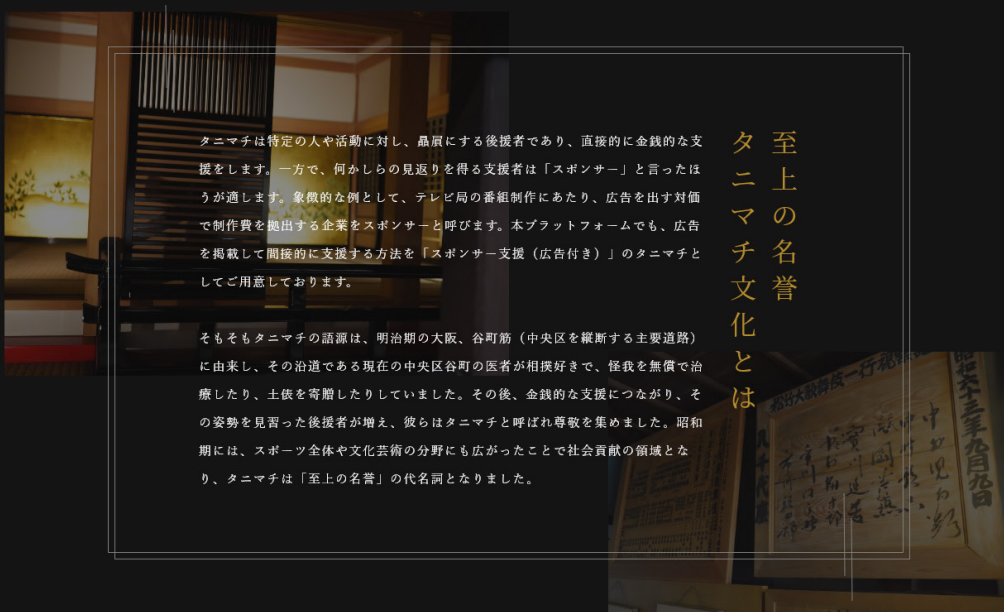 至上の名誉
タニマチ文化とは
タニマチは特定の人や活動に対し、贔屓にする後援者であり、直接的に金銭的な支
援をします。一方で、何かしらの見返りを得る支援者は「スポンサー」と言ったほ
うが適します。象徴的な例として、テレビ局の番組制作にあたり、広告を出す対価
で制作費を拠出する企業をスポンサーと呼びます。本プラットフォームでも、広告
を掲載して間接的に支援する方法を「スポンサー支援（広告付き）」のタニマチと
してご用意しております。
そもそもタニマチの語源は、明治期の大阪、谷町筋（中央区を縦断する主要道路）
に由来し、その沿道である現在の中央区谷町の医者が相撲好きで、怪我を無償で治
療したり、土俵を寄贈したりしていました。その後、金銭的な支援につながり、そ
の姿勢を見習った後援者が増え、彼らはタニマチと呼ばれ尊敬を集めました。昭和
期には、スポーツ全体や文化芸術の分野にも広がったことで社会貢献の領域とな
り、タニマチは「至上の名誉」の代名詞となりました。
昭和六十三年九月九日